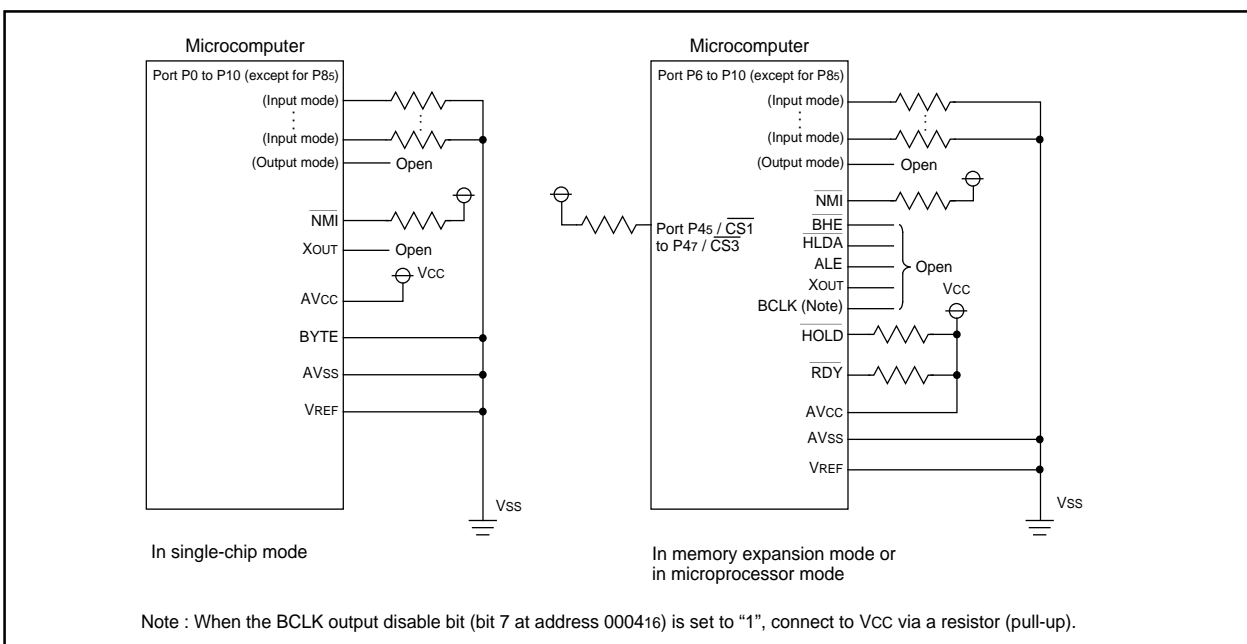 Microcomputer
Port P0 to P10 (except for P85)
(Input mode)
(Input mode)
(Output mode)
Open
NMI
XOUT
Open
VCC
AVCC
BYTE
AVSS
VREF
VSS
In single-chip mode
Microcomputer
Port P6 to P10 (except for P85)
(Input mode)
(Input mode)
(Output mode)
Open
NMI
Port P45 / CS1
to P47 / CS3
BHE
HLDA
ALE
Open
XOUT
VCC
BCLK (Note)
HOLD
RDY
AVCC
AVSS
VREF
VSS
In memory expansion mode or
in microprocessor mode
Note : When the BCLK output disable bit (bit 7 at address 000416) is set to “1”, connect to VCC via a resistor (pull-up).